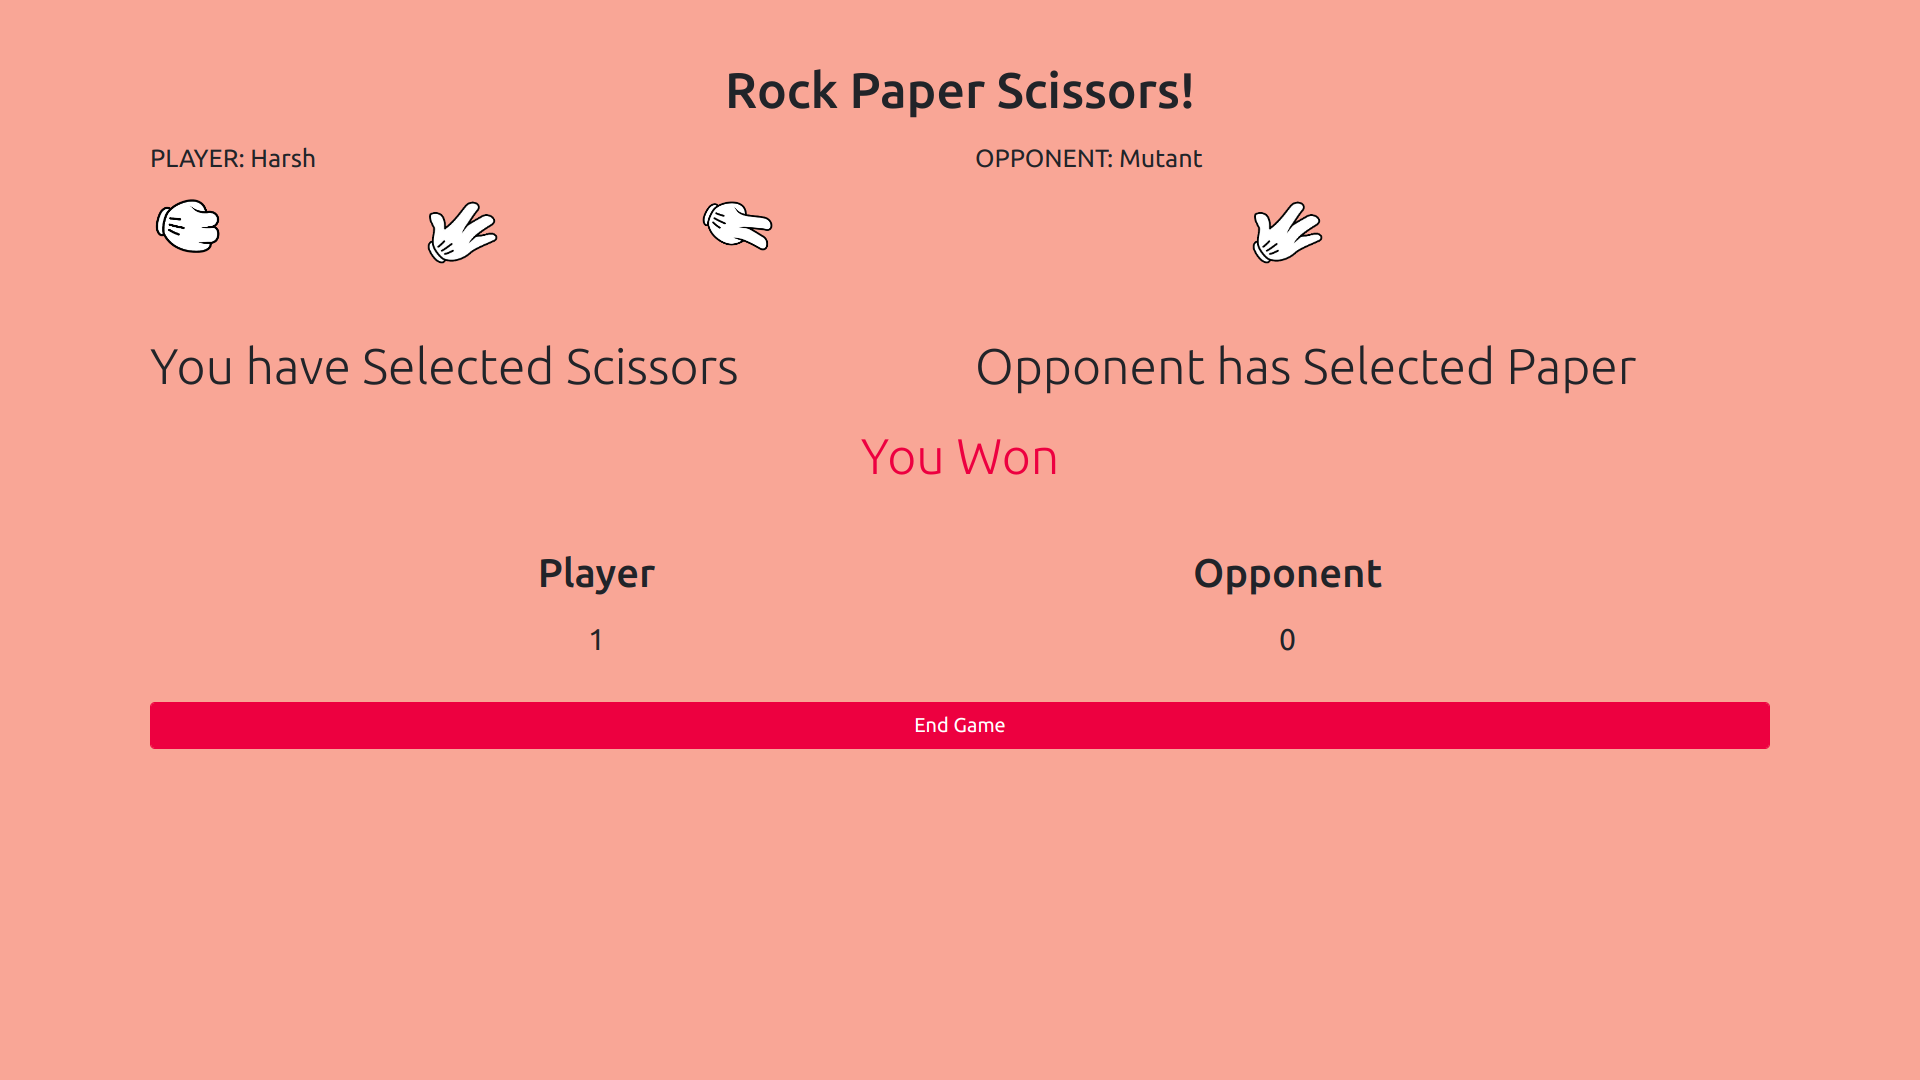 Rock Paper Scissors!
PLAYER: Harsh
OPPONENT: Mutant
You have Selected Scissors
Opponent has Selected Paper
You Won
Player
Opponent
1
0
End Game